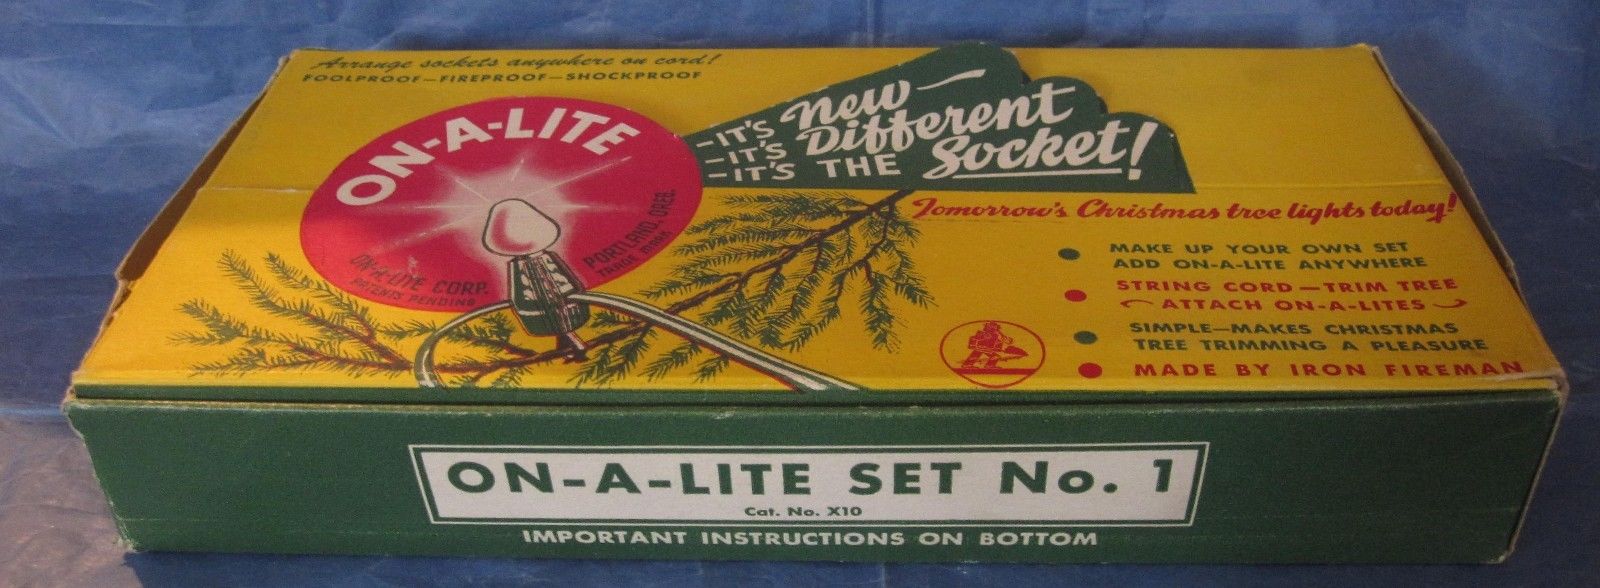 Arrange sockets anywhere on cord!
FOOLPROOF—FIREPROOF—SHOCKPROOF
ON-A-LITE
ON-A-LITE CORP.
PATENTS PENDING
PORTLAND, OREG.
TRADE MARK
—IT'S New—
—IT'S Different
—IT'S THE Socket!
Tomorrow's Christmas tree lights today!
• MAKE UP YOUR OWN SET
ADD ON-A-LITE ANYWHERE
• STRING CORD—TRIM TREE
ATTACH ON-A-LITES
• SIMPLE—MAKES CHRISTMAS
TREE TRIMMING A PLEASURE
• MADE BY IRON FIREMAN
ON-A-LITE SET No. 1
Cat. No. X10
IMPORTANT INSTRUCTIONS ON BOTTOM